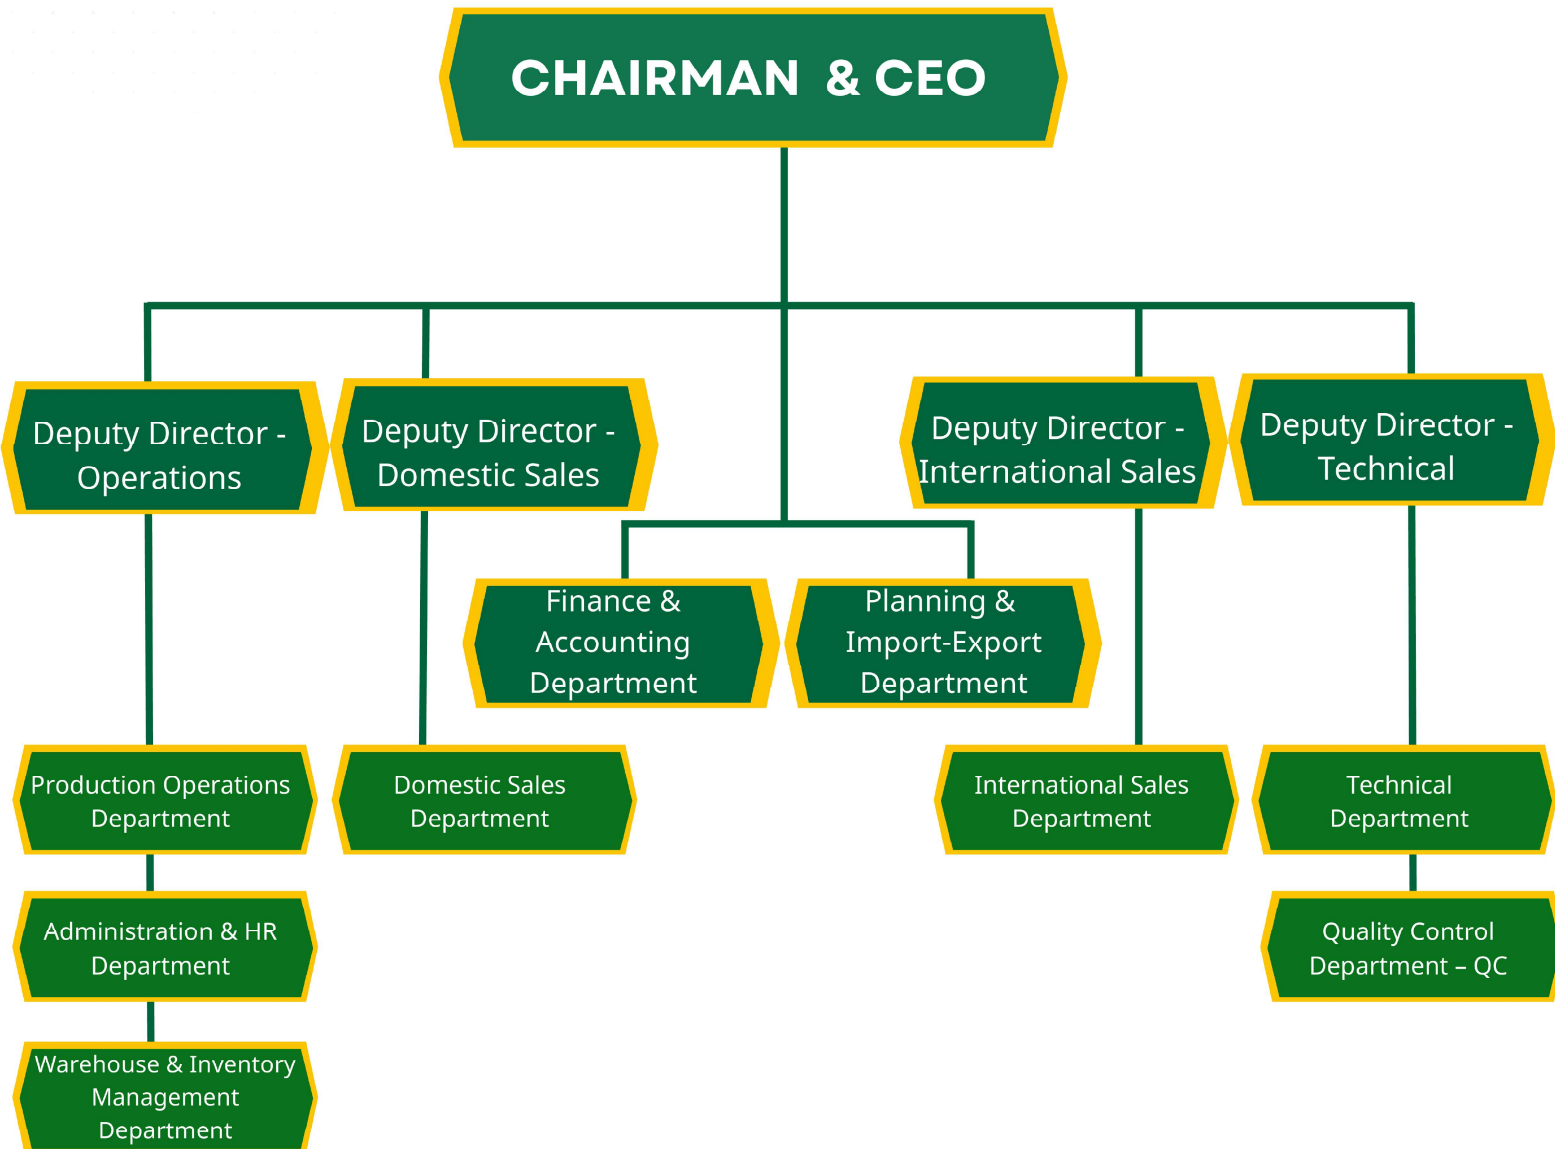 CHAIRMAN & CEO
Deputy Director -
Operations
Deputy Director -
Domestic Sales
Deputy Director -
International Sales
Deputy Director -
Technical
Finance &
Accounting
Department
Planning &
Import-Export
Department
Production Operations
Department
Domestic Sales
Department
International Sales
Department
Technical
Department
Administration & HR
Department
Quality Control
Department – QC
Warehouse & Inventory
Management
Department